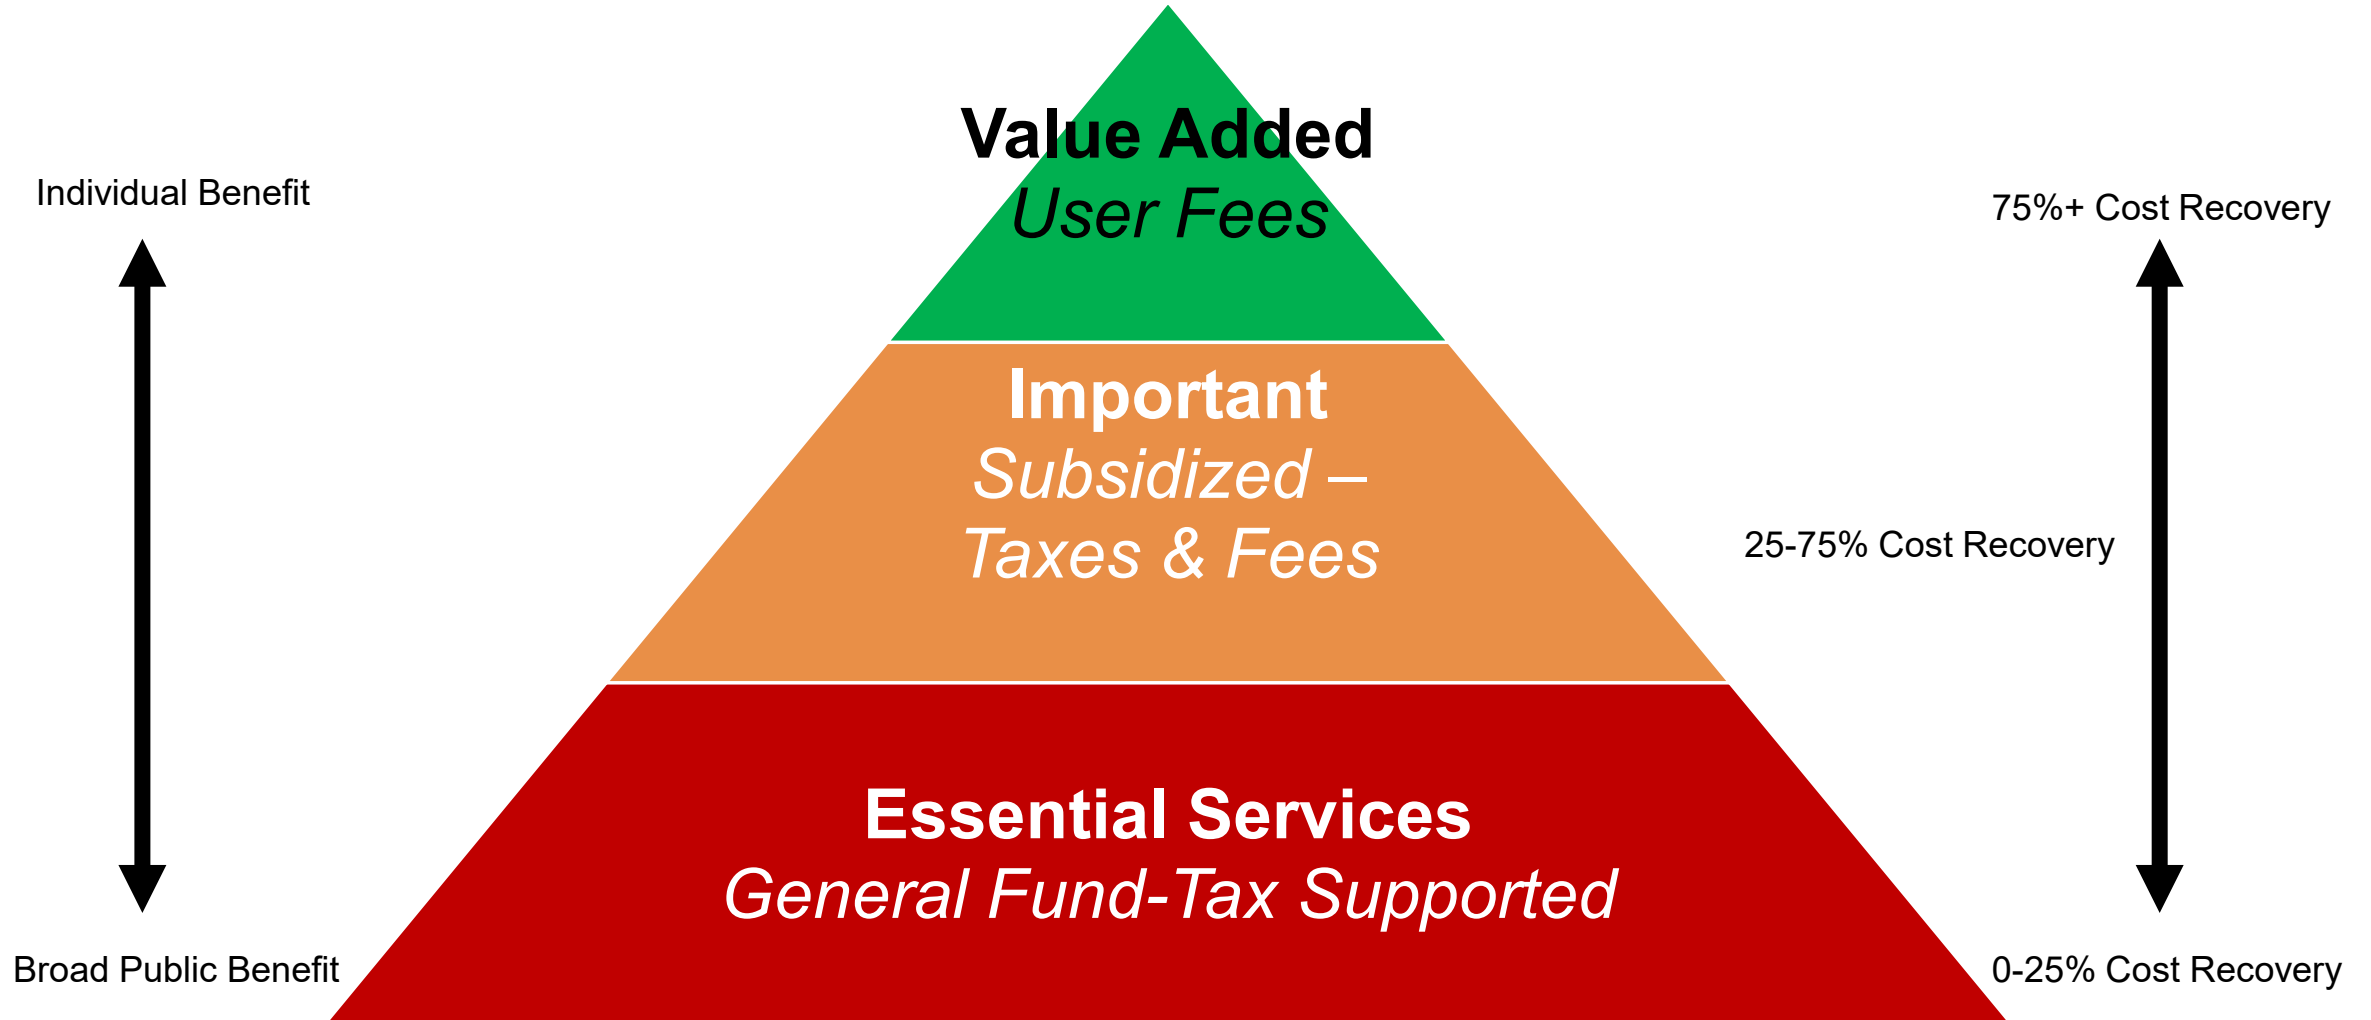 Value Added
User Fees
Individual Benefit
75%+ Cost Recovery
Important
Subsidized –
Taxes & Fees
25-75% Cost Recovery
Essential Services
General Fund-Tax Supported
Broad Public Benefit
0-25% Cost Recovery